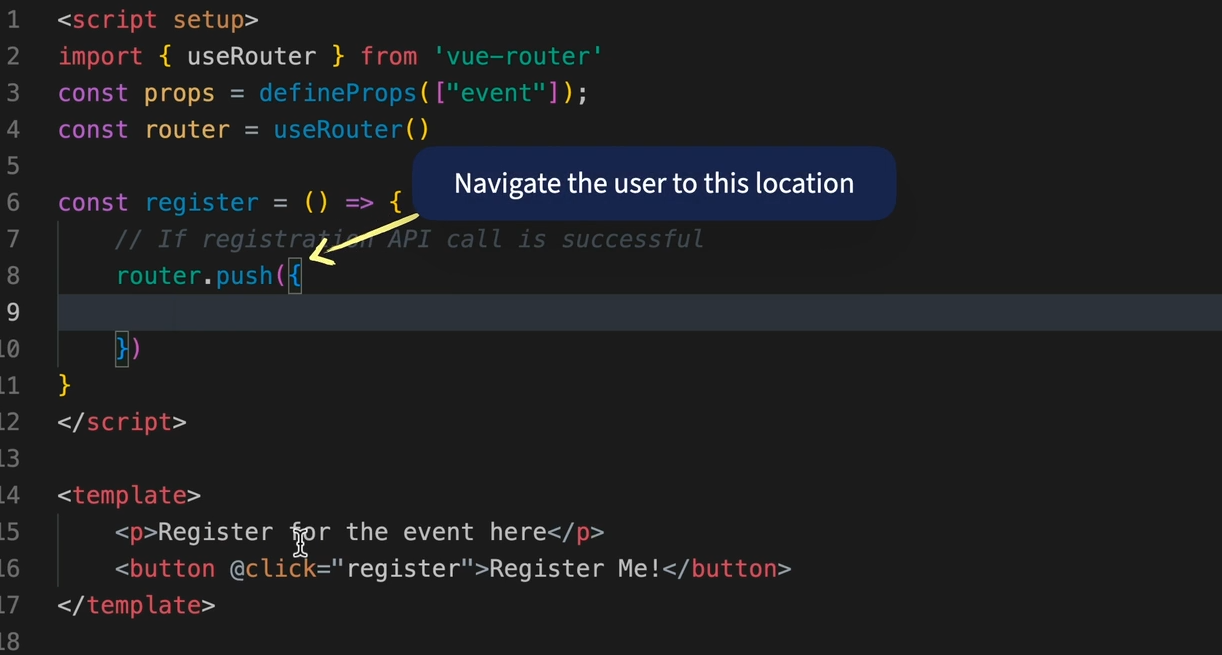 1 <script setup>
2 import { useRouter } from 'vue-router'
3 const props = defineProps(["event"]);
4 const router = useRouter()
5
Navigate the user to this location
6 const register = () => {
7 // If registration API call is successful
8 router.push({
9
10 })
11 }
12 </script>
13
14 <template>
15 <p>Register for the event here</p>
16 <button @click="register">Register Me!</button>
17 </template>
18